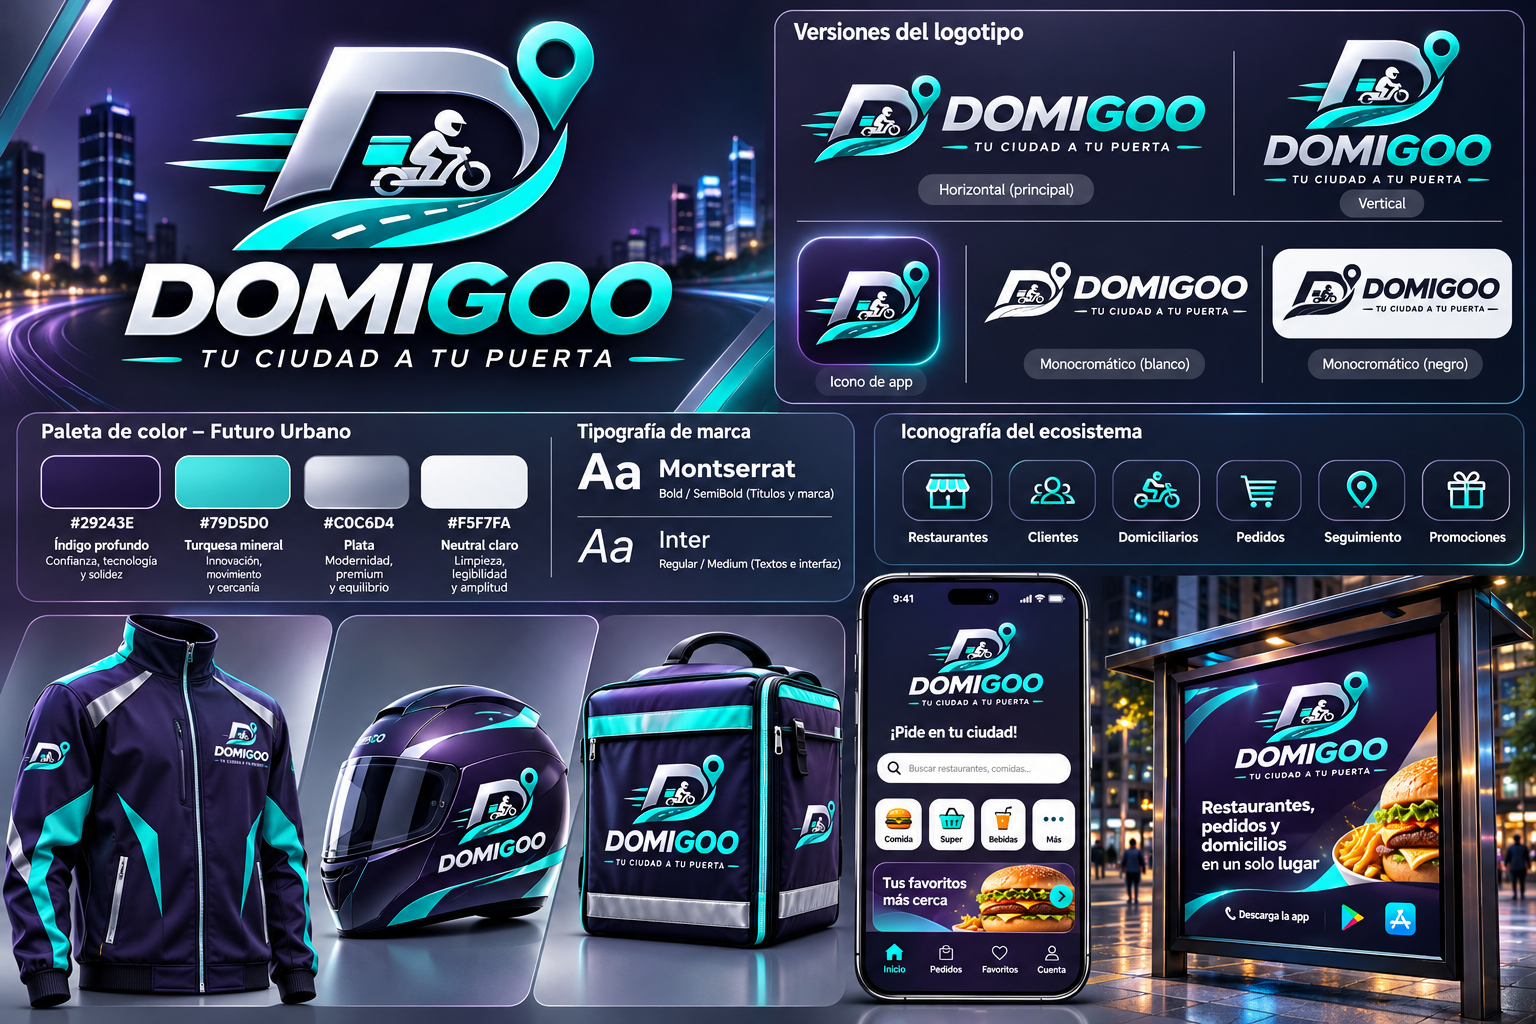 DOMIGOO
TU CIUDAD A TU PUERTA
Versiones del logotipo
DOMIGOO
TU CIUDAD A TU PUERTA
Horizontal (principal)
DOMIGOO
TU CIUDAD A TU PUERTA
Vertical
Icono de app
DOMIGOO
TU CIUDAD A TU PUERTA
Monocromático (blanco)
DOMIGOO
TU CIUDAD A TU PUERTA
Monocromático (negro)
Paleta de color – Futuro Urbano
#29243E
Índigo profundo
Confianza, tecnología
y solidez
#79D5D0
Turquesa mineral
Innovación,
movimiento
y cercanía
#C0C6D4
Plata
Modernidad,
premium
y equilibrio
#F5F7FA
Neutral claro
Limpieza,
legibilidad
y amplitud
Tipografía de marca
Aa
Montserrat
Bold / SemiBold (Títulos y marca)
Aa
Inter
Regular / Medium (Textos e interfaz)
Iconografía del ecosistema
Restaurantes
Clientes
Domiciliarios
Pedidos
Seguimiento
Promociones
DOMIGOO
TU CIUDAD A TU PUERTA
DOMIGOO
DOMIGOO
TU CIUDAD A TU PUERTA
9:41
DOMIGOO
TU CIUDAD A TU PUERTA
¡Pide en tu ciudad!
Buscar restaurantes, comidas...
Comida
Super
Bebidas
Más
Tus favoritos
más cerca
Inicio
Pedidos
Favoritos
Cuenta
DOMIGOO
TU CIUDAD A TU PUERTA
Restaurantes,
pedidos y
domicilios
en un solo lugar
Descarga la app